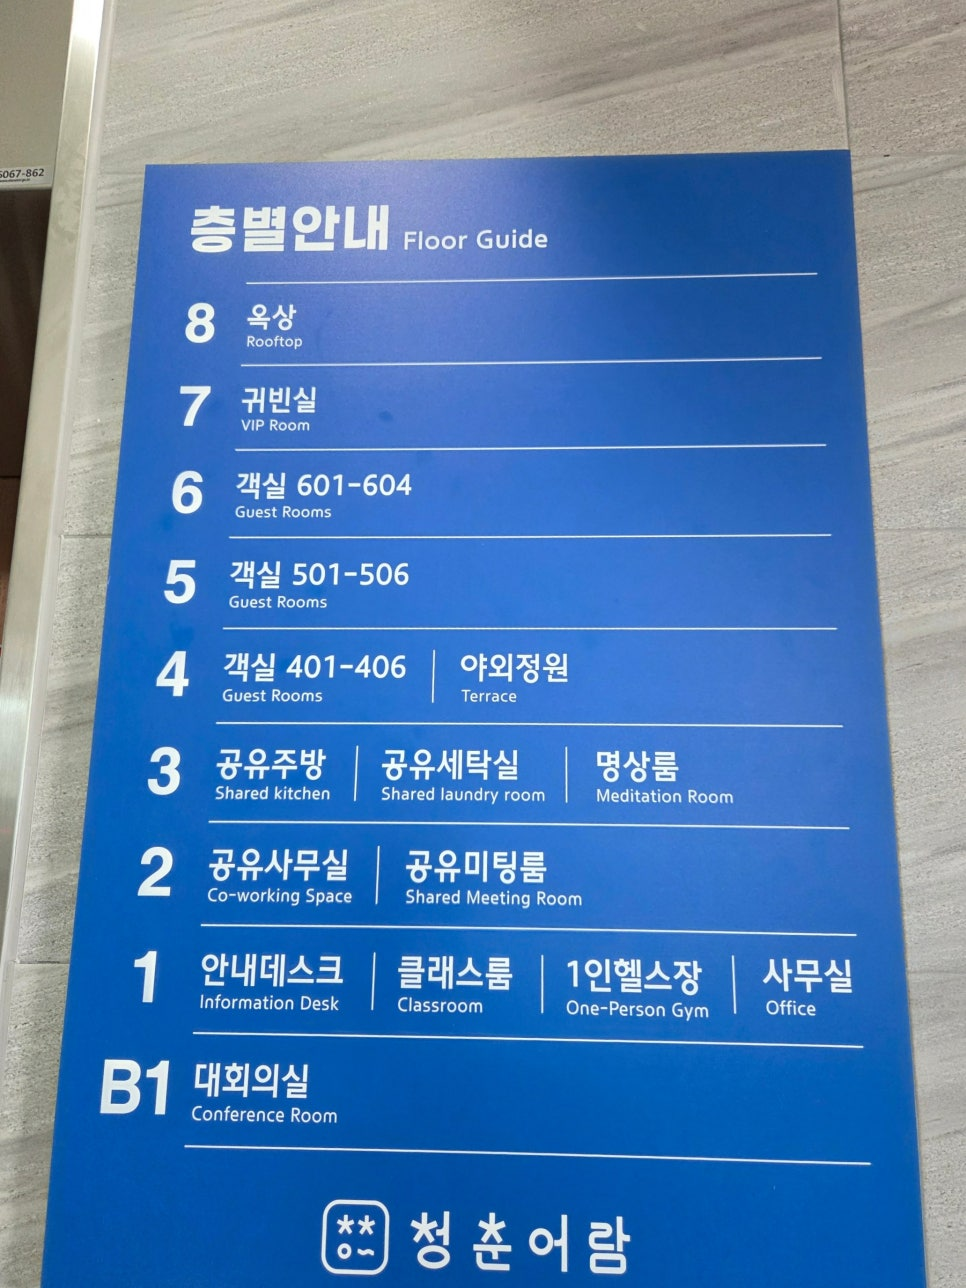 6067-862
층별안내 Floor Guide
8 옥상
Rooftop
7 귀빈실
VIP Room
6 객실 601-604
Guest Rooms
5 객실 501-506
Guest Rooms
4 객실 401-406 야외정원
Guest Rooms Terrace
3 공유주방 공유세탁실 명상룸
Shared kitchen Shared laundry room Meditation Room
2 공유사무실 공유미팅룸
Co-working Space Shared Meeting Room
1 안내데스크 클래스룸 1인헬스장 사무실
Information Desk Classroom One-Person Gym Office
B1 대회의실
Conference Room
청춘어람